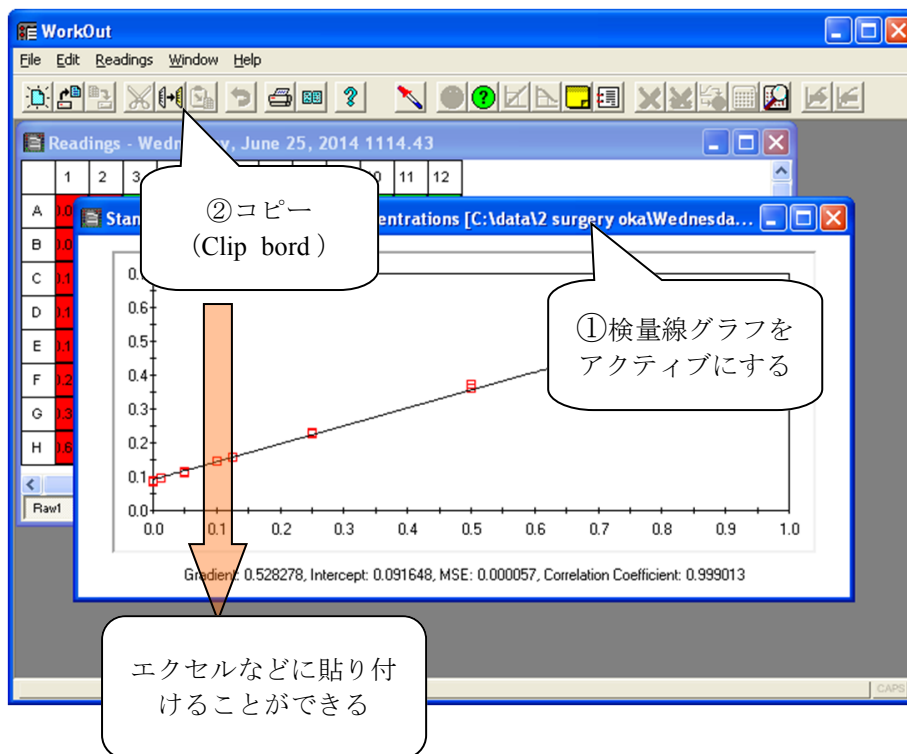 WorkOut
File Edit Readings Window Help
Readings - Wednesday, June 25, 2014 1114.43
1 2 3 11 12
A
B
C
D
E
F
G
H
Raw1
entrations [C:\data\2 surgery oka\Wednesda...
②コピー
(Clip bord)
①検量線グラフを
アクティブにする
0.6
0.5
0.4
0.3
0.2
0.1
0.0
0.0 0.1 0.2 0.3 0.4 0.5 0.6 0.7 0.8 0.9 1.0
Gradient: 0.528278, Intercept: 0.091648, MSE: 0.000057, Correlation Coefficient: 0.999013
エクセルなどに貼り付
けることができる
CAPS